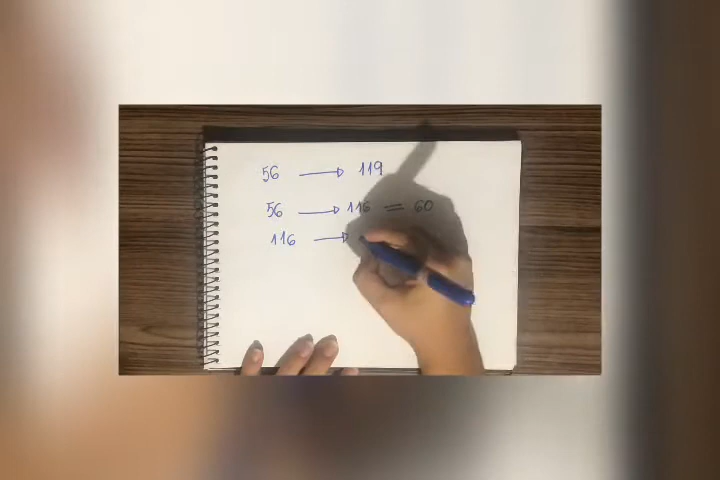 56 → 119
56 → 116 = 60
116 →